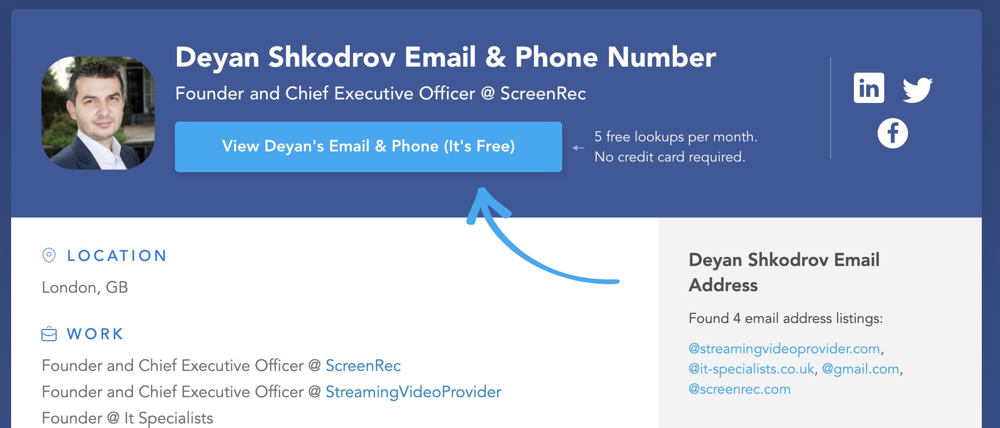 Deyan Shkodrov Email & Phone Number
Founder and Chief Executive Officer @ ScreenRec
View Deyan's Email & Phone (It's Free)
5 free lookups per month.
No credit card required.
in
f
LOCATION
London, GB
WORK
Founder and Chief Executive Officer @ ScreenRec
Founder and Chief Executive Officer @ StreamingVideoProvider
Founder @ It Specialists
Deyan Shkodrov Email
Address
Found 4 email address listings:
@streamingvideoprovider.com,
@it-specialists.co.uk, @gmail.com,
@screenrec.com